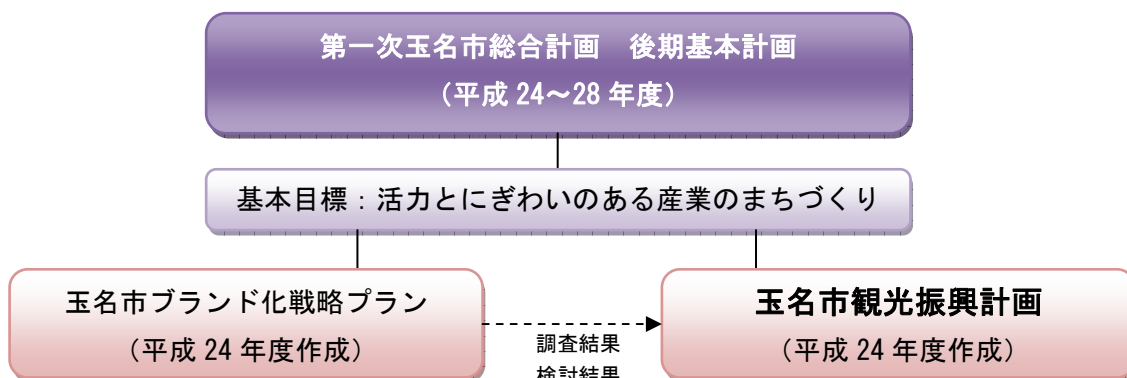 第一次玉名市総合計画　後期基本計画
（平成 24～28 年度）
基本目標：活力とにぎわいのある産業のまちづくり
玉名市ブランド化戦略プラン
（平成 24 年度作成）
調査結果
検討結果
玉名市観光振興計画
（平成 24 年度作成）